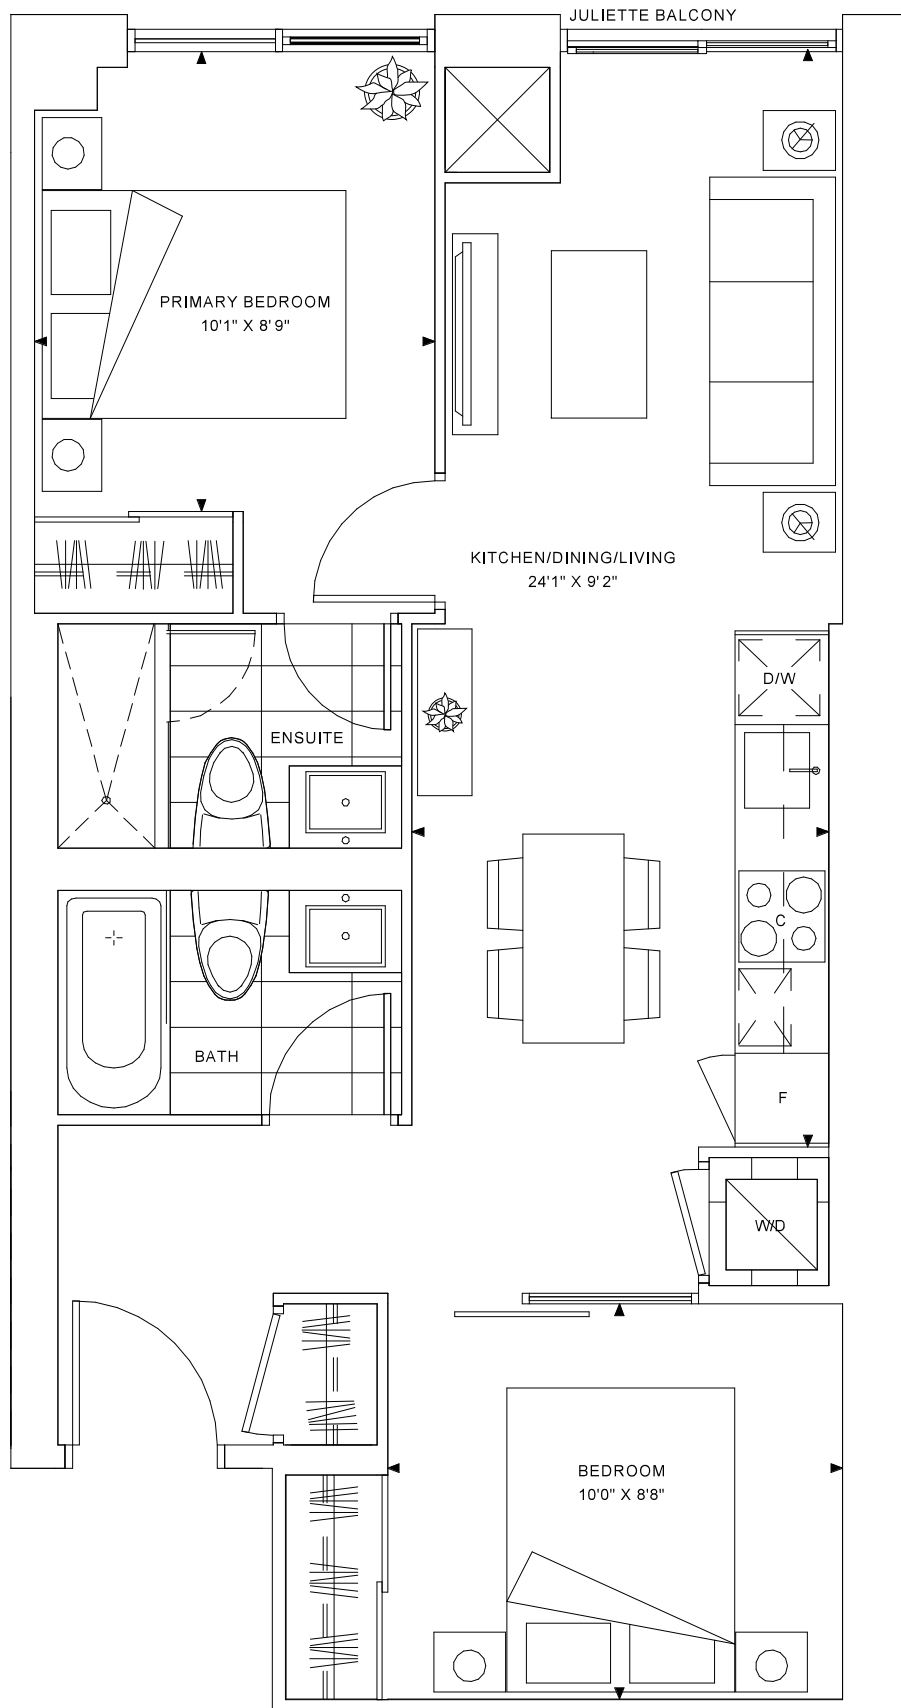 JULIETTE BALCONY
PRIMARY BEDROOM
10'1" X 8'9"
KITCHEN/DINING/LIVING
24'1" X 9'2"
D/W
ENSUITE
C
BATH
F
W/D
BEDROOM
10'0" X 8'8"